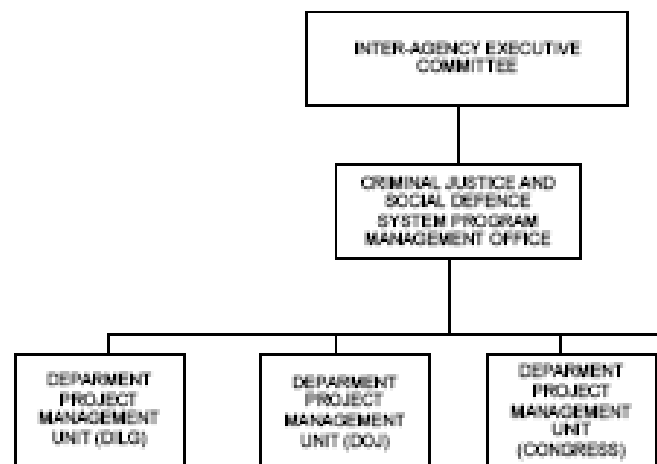 INTER-AGENCY EXECUTIVE
COMMITTEE
CRIMINAL JUSTICE AND
SOCIAL DEFENCE
SYSTEM PROGRAM
MANAGEMENT OFFICE
DEPARMENT
PROJECT
MANAGEMENT
UNIT (DILG)
DEPARMENT
PROJECT
MANAGEMENT
UNIT (DOJ)
DEPARMENT
PROJECT
MANAGEMENT
UNIT
(CONGRESS)